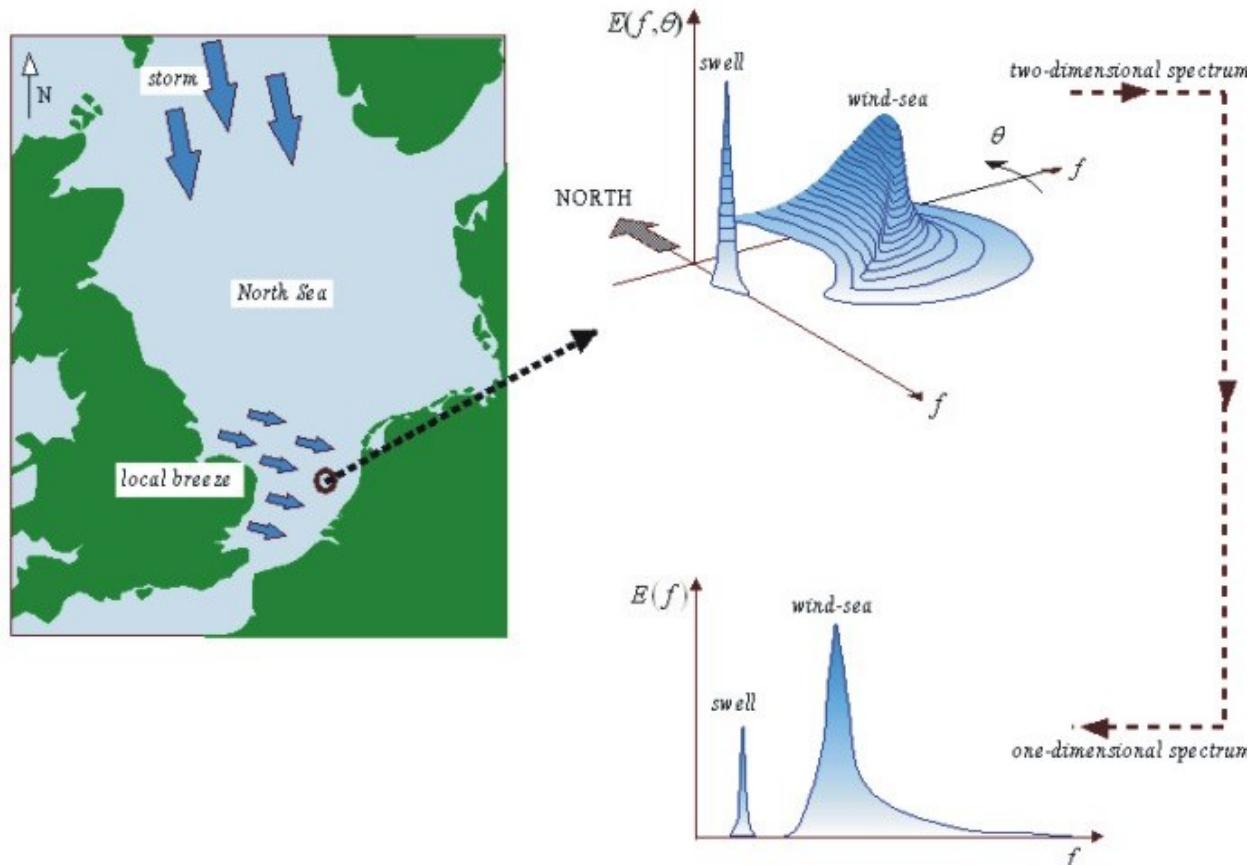 N
storm
North Sea
local breeze
E(f,θ)
swell
wind-sea
two-dimensional spectrum
θ
f
NORTH
f
E(f)
wind-sea
swell
one-dimensional spectrum
f